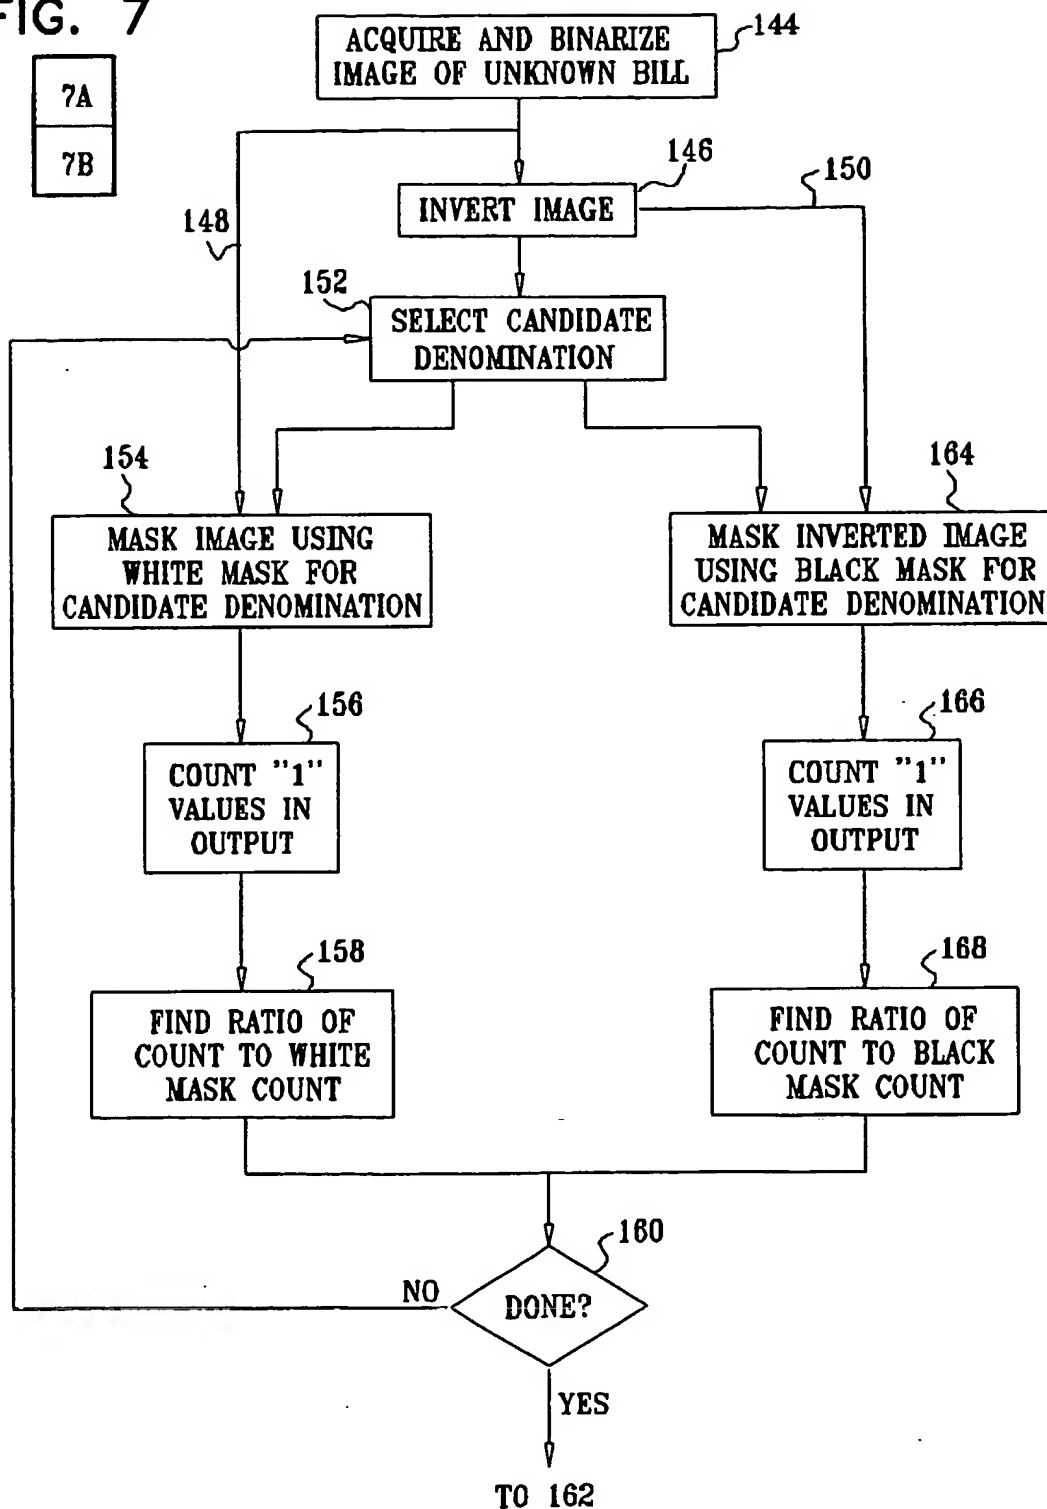 FIG. 7
7A
7B
ACQUIRE AND BINARIZE
IMAGE OF UNKNOWN BILL
144
146
150
INVERT IMAGE
148
152
SELECT CANDIDATE
DENOMINATION
154
164
MASK IMAGE USING
WHITE MASK FOR
CANDIDATE DENOMINATION
MASK INVERTED IMAGE
USING BLACK MASK FOR
CANDIDATE DENOMINATION
156
166
COUNT "1"
VALUES IN
OUTPUT
COUNT "1"
VALUES IN
OUTPUT
158
168
FIND RATIO OF
COUNT TO WHITE
MASK COUNT
FIND RATIO OF
COUNT TO BLACK
MASK COUNT
160
NO
DONE?
YES
TO 162